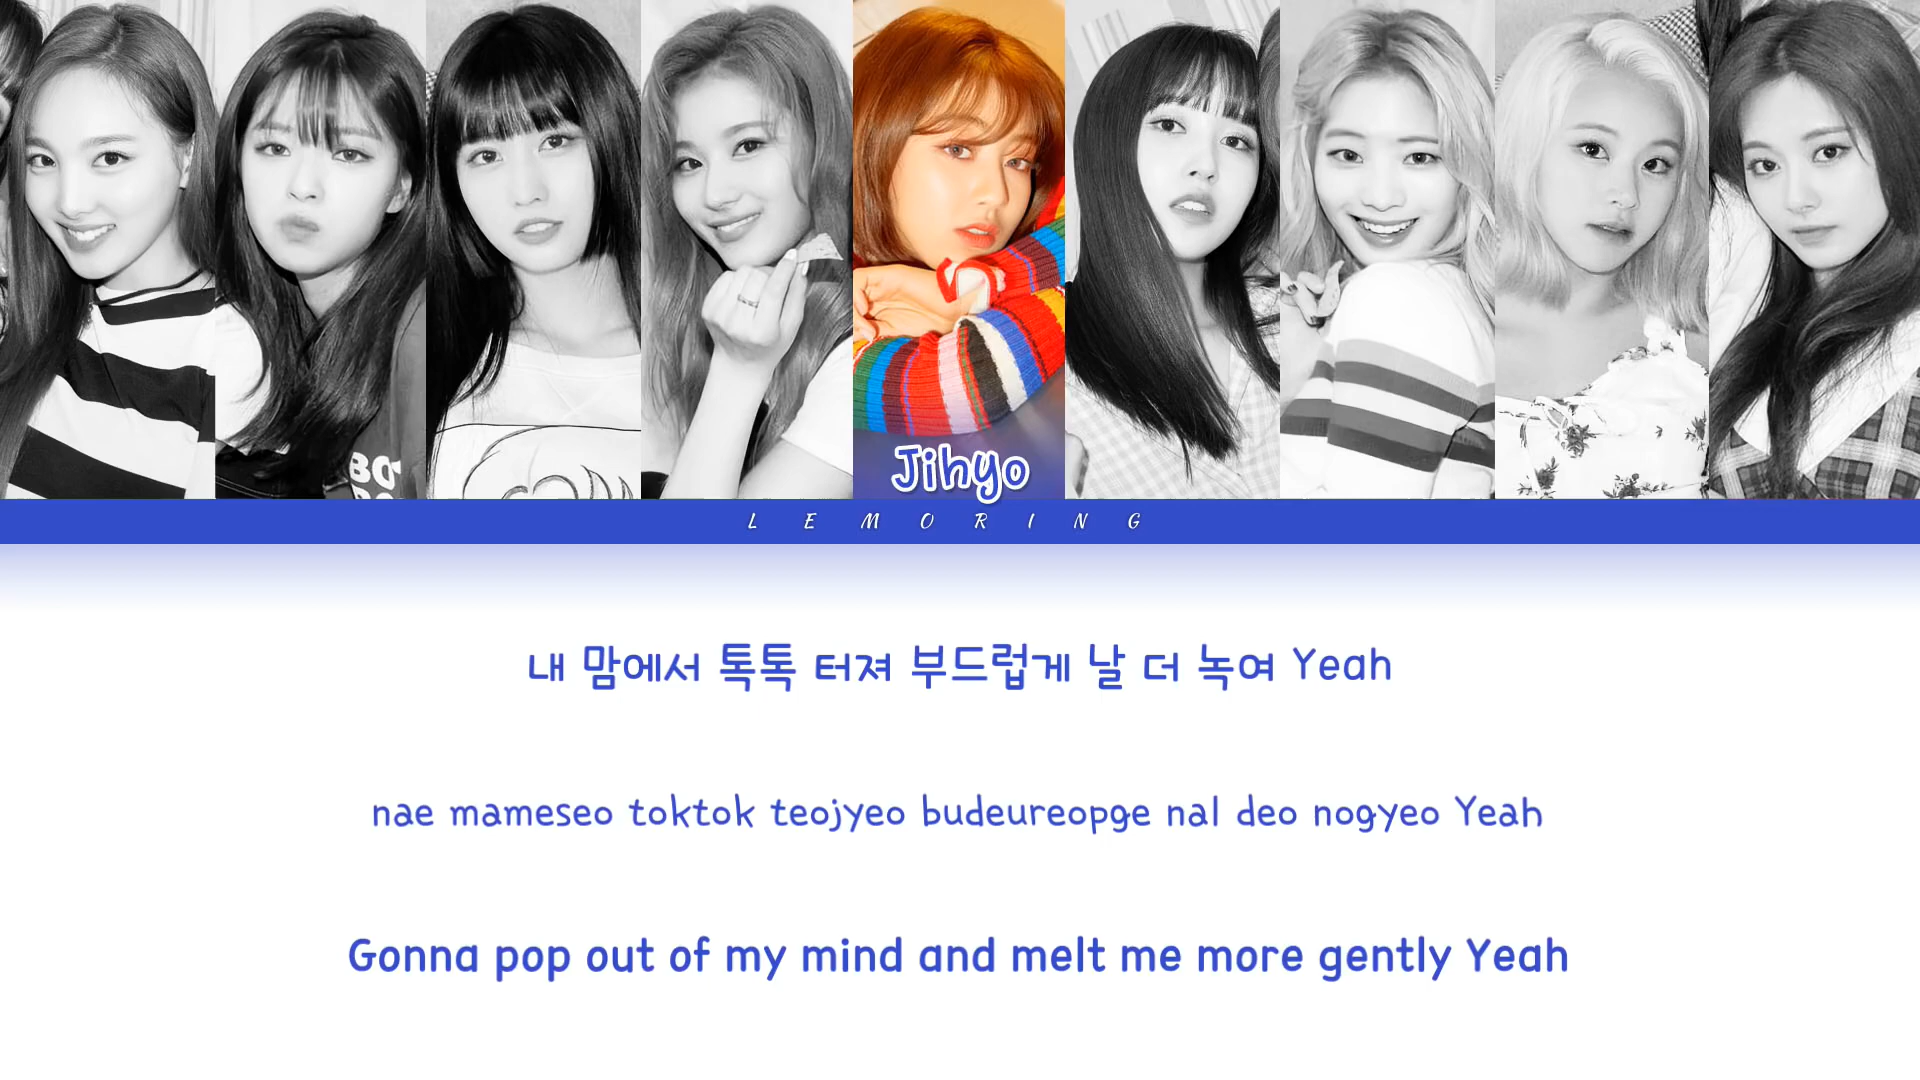 BO
Jihyo
LEMORING
내 맘에서 톡톡 터져 부드럽게 날 더 녹여 Yeah
nae mameseo toktok teojyeo budeureopge nal deo nogyeo Yeah
Gonna pop out of my mind and melt me more gently Yeah